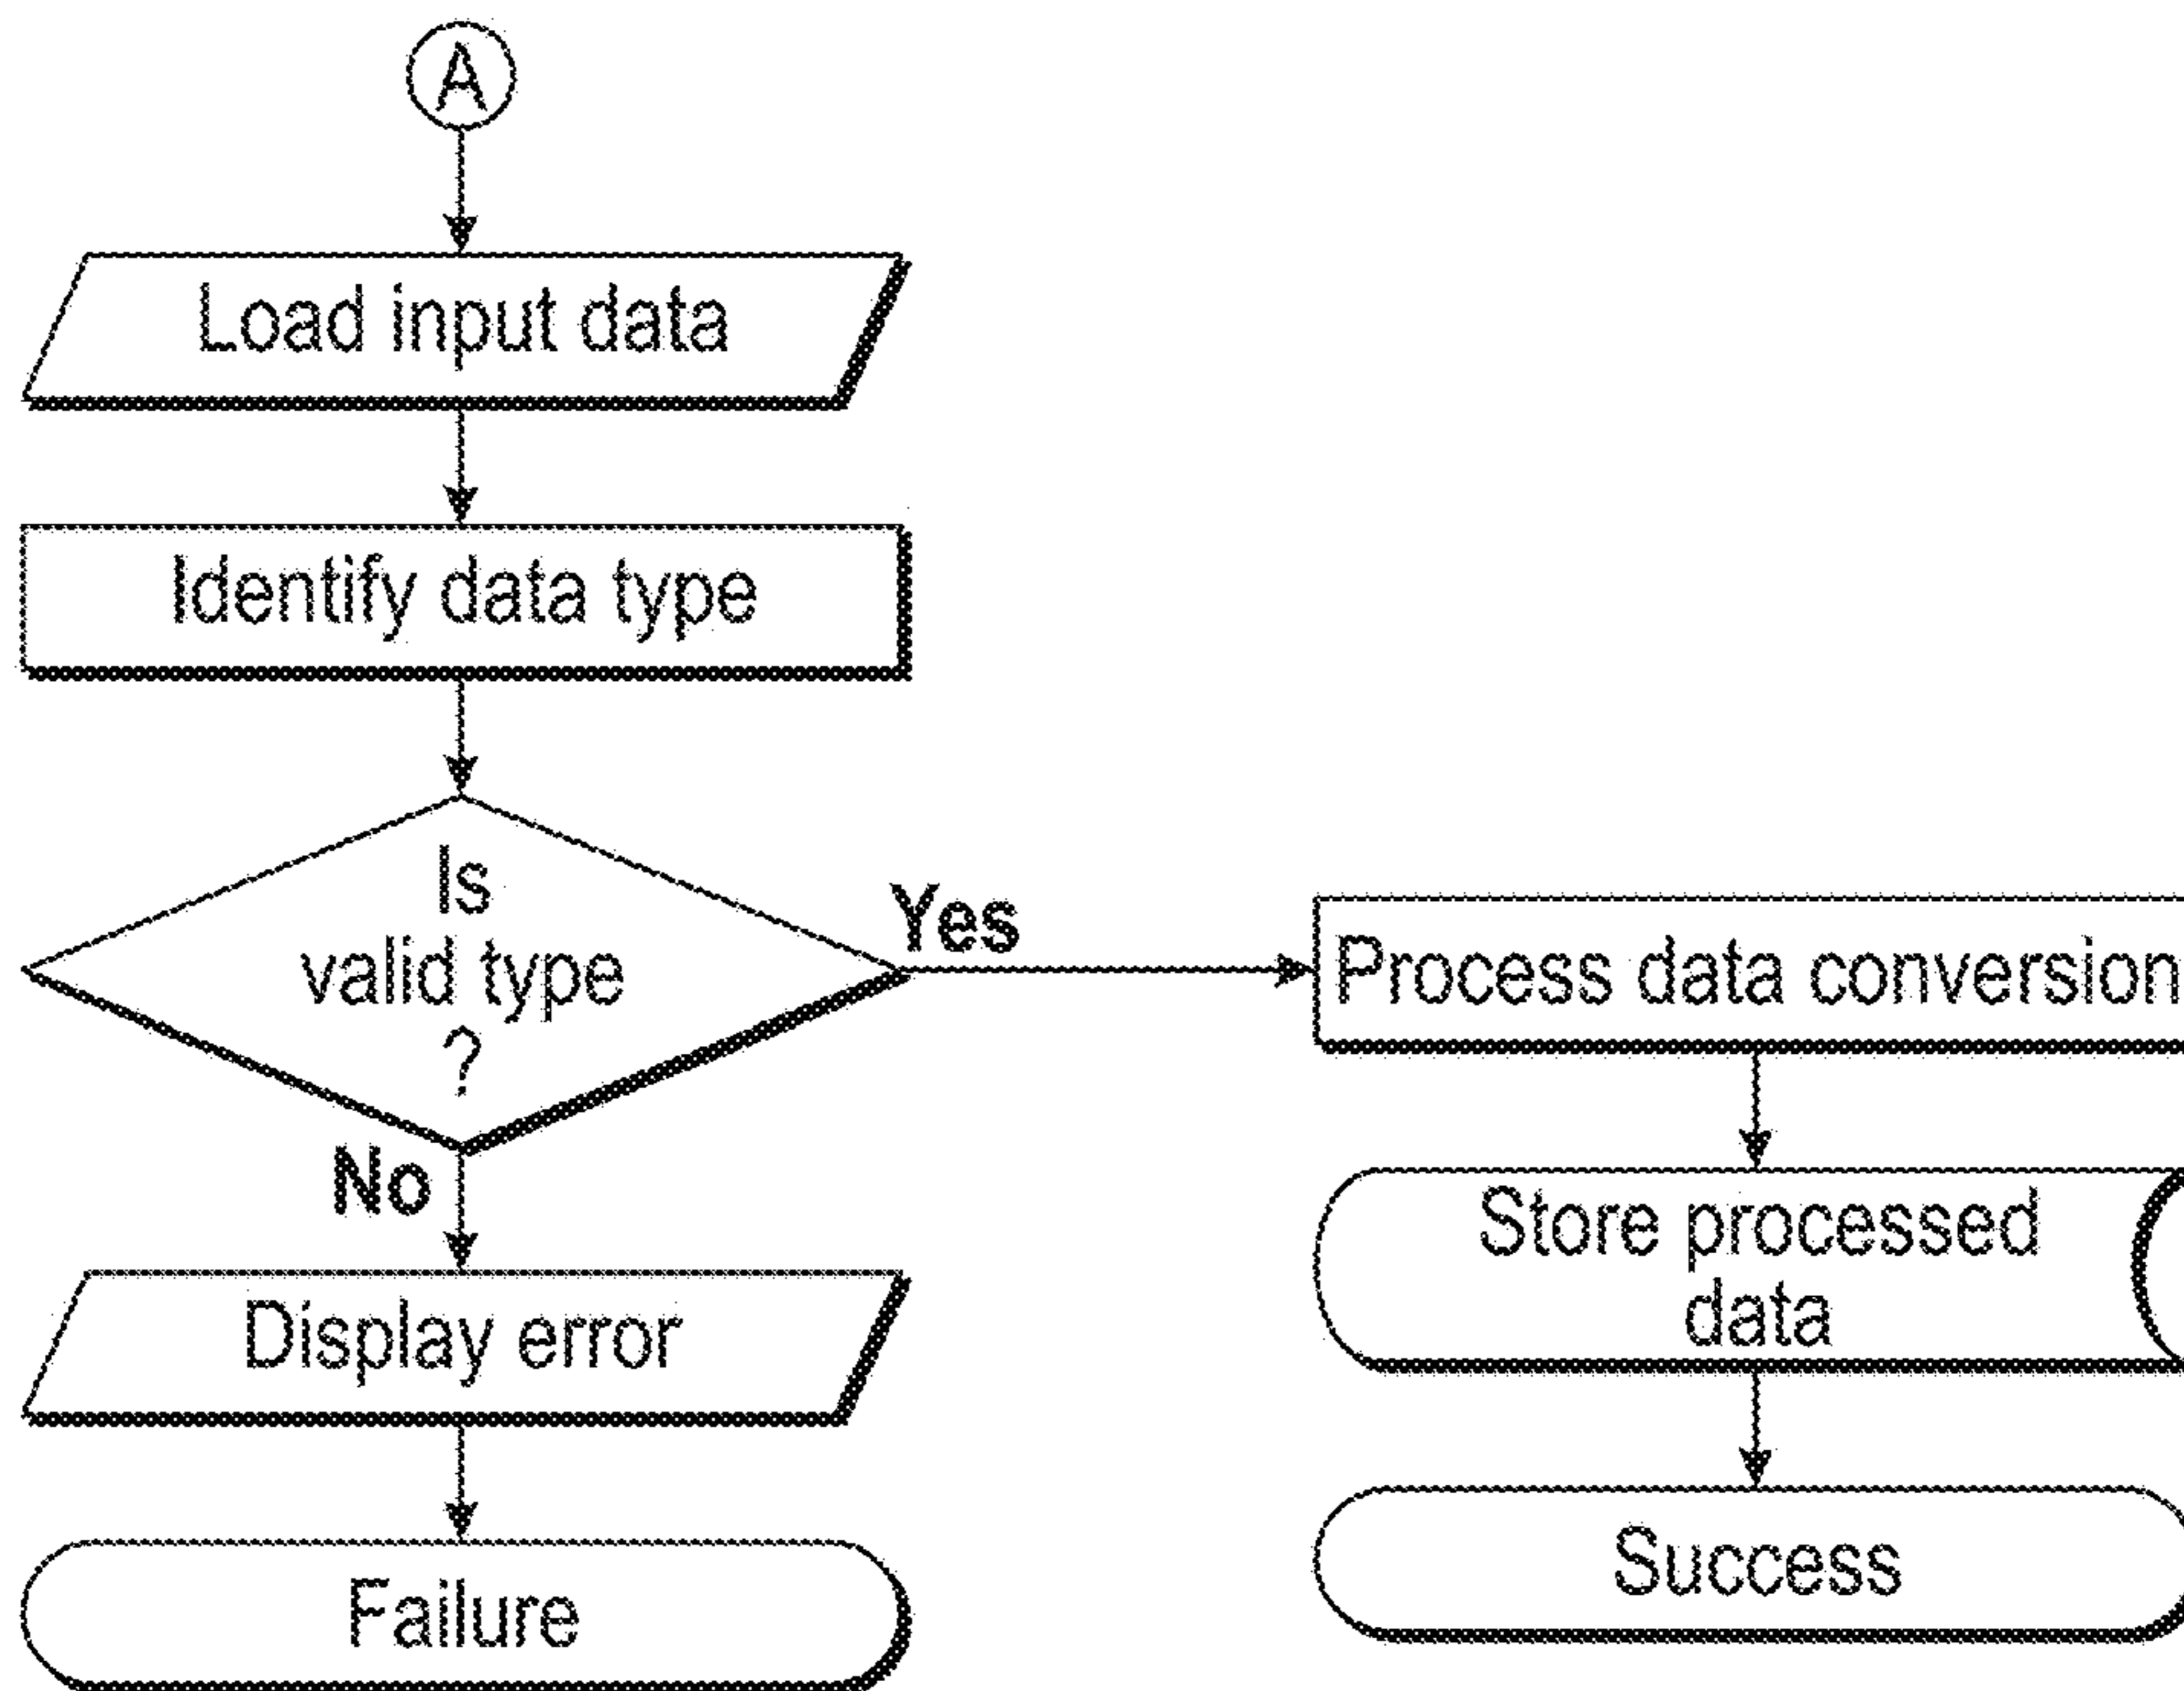 A
Load input data
Identify data type
Is
valid type
?
Yes
No
Process data conversion
Store processed
data
Success
Display error
Failure